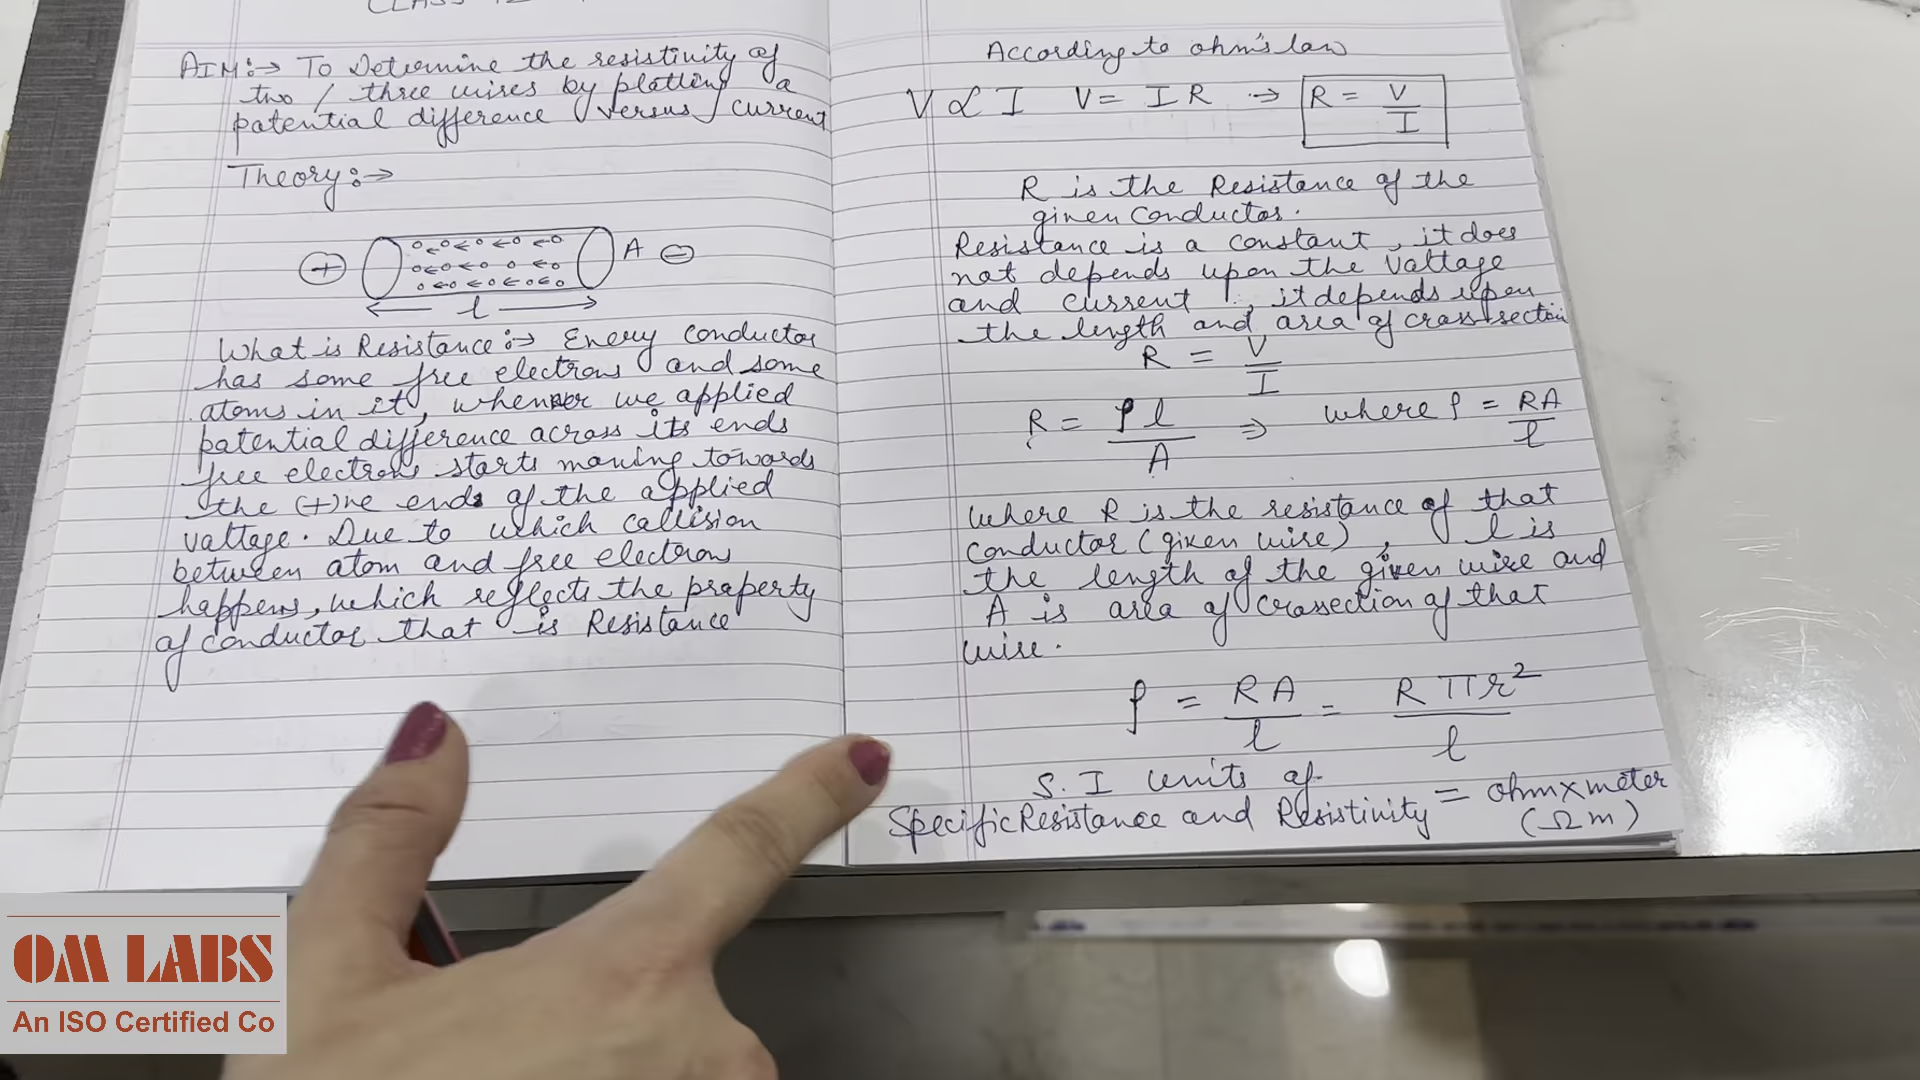 CLASS 12
AIM:→ To Determine the resistivity of
two / three wires by plotting a
potential difference versus current
Theory:→
+ A −
l
What is Resistance:→ Every conductor
has some free electrons and some
atoms in it, whenever we applied
potential difference across its ends
free electrons starts moving towards
the (+)ve ends of the applied
voltage. Due to which collision
between atom and free electrons
happens, which reflects the property
of conductor that is Resistance
According to ohm's law
V ∝ I V = I R → R = V/I
R is the Resistance of the
given conductor.
Resistance is a constant, it does
not depends upon the voltage
and current, it depends upon
the length and area of cross section
R = V/I
R = ρl/A ⇒ where ρ = RA/l
where R is the resistance of that
conductor (given wire), l is
the length of the given wire and
A is area of crossection of that
wire.
ρ = RA/l = Rπr²/l
S.I units of
Specific Resistance and Resistivity = ohm×meter
(Ωm)
OM LABS
An ISO Certified Co